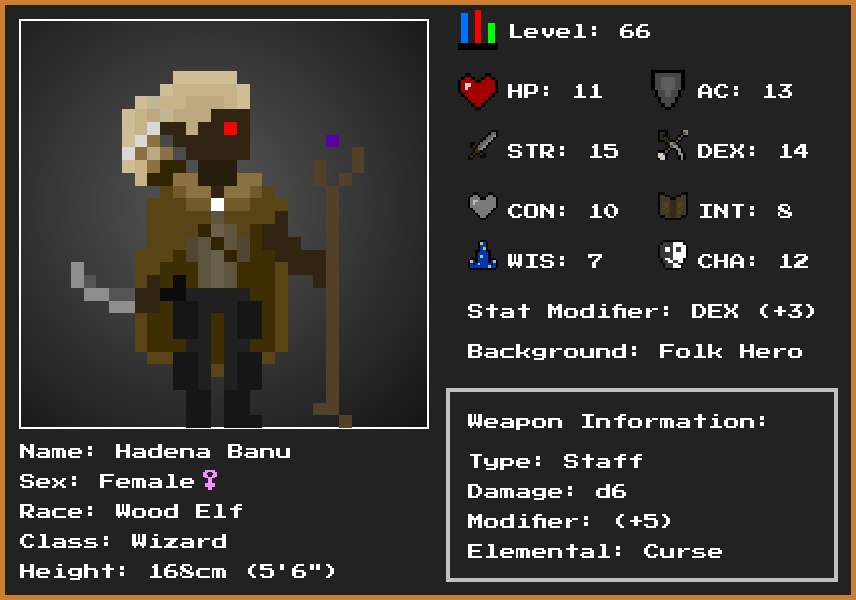 Level: 66
HP: 11 AC: 13
STR: 15 DEX: 14
CON: 10 INT: 8
WIS: 7 CHA: 12
Stat Modifier: DEX (+3)
Background: Folk Hero
Name: Hadena Banu
Sex: Female♀
Race: Wood Elf
Class: Wizard
Height: 168cm (5'6")
Weapon Information:
Type: Staff
Damage: d6
Modifier: (+5)
Elemental: Curse